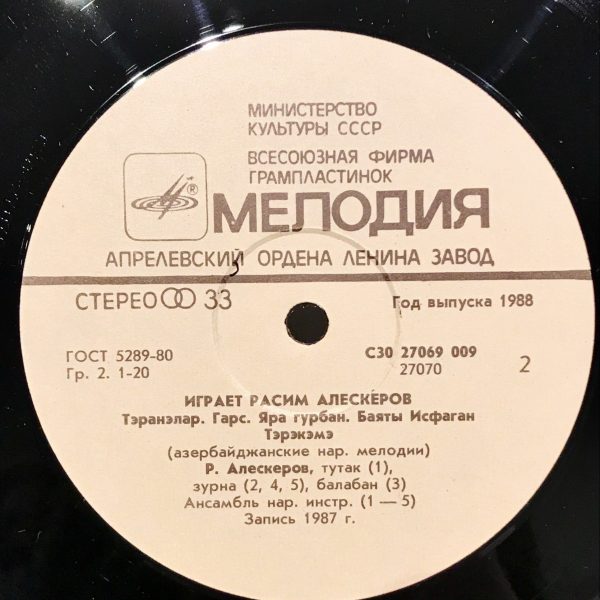 МИНИСТЕРСТВО
КУЛЬТУРЫ СССР
ВСЕСОЮЗНАЯ ФИРМА
ГРАМПЛАСТИНОК
®
МЕЛОДИЯ
АПРЕЛЕВСКИЙ ОРДЕНА ЛЕНИНА ЗАВОД
СТЕРЕО 33
Год выпуска 1988
ГОСТ 5289-80
Гр. 2. 1-20
С30 27069 009
27070
2
ИГРАЕТ РАСИМ АЛЕСКЕРОВ
Тэранэлар. Гарс. Яра гурбан. Баяты Исфаган
Тэрэкэмэ
(азербайджанские нар. мелодии)
Р. Алескеров, тутак (1),
зурна (2, 4, 5), балабан (3)
Ансамбль нар. инстр. (1 — 5)
Запись 1987 г.